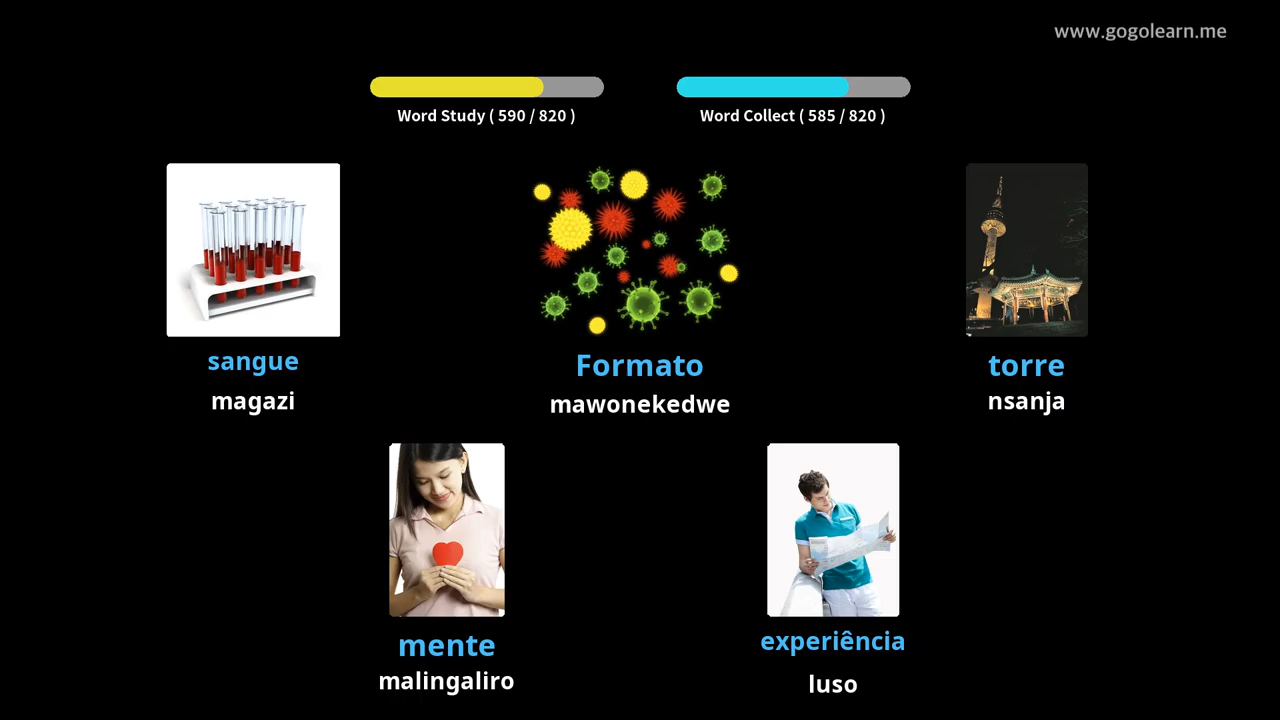 www.gogolearn.me
Word Study ( 590 / 820 )
Word Collect ( 585 / 820 )
sangue
magazi
Formato
mawonekedwe
torre
nsanja
mente
malingaliro
experiência
luso